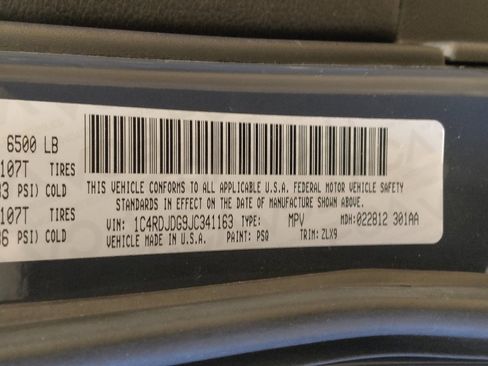 6500 LB
107T TIRES
PSI) COLD
107T TIRES
PSI) COLD
THIS VEHICLE CONFORMS TO ALL APPLICABLE U.S.A. FEDERAL MOTOR VEHICLE SAFETY
STANDARDS IN EFFECT ON THE DATE OF MANUFACTURE SHOWN ABOVE.
VIN: 1C4RDJDG9JC341163 TYPE: MPV MDH: 022812 301AA
VEHICLE MADE IN U.S.A. PAINT: PSQ TRIM: ZLX9